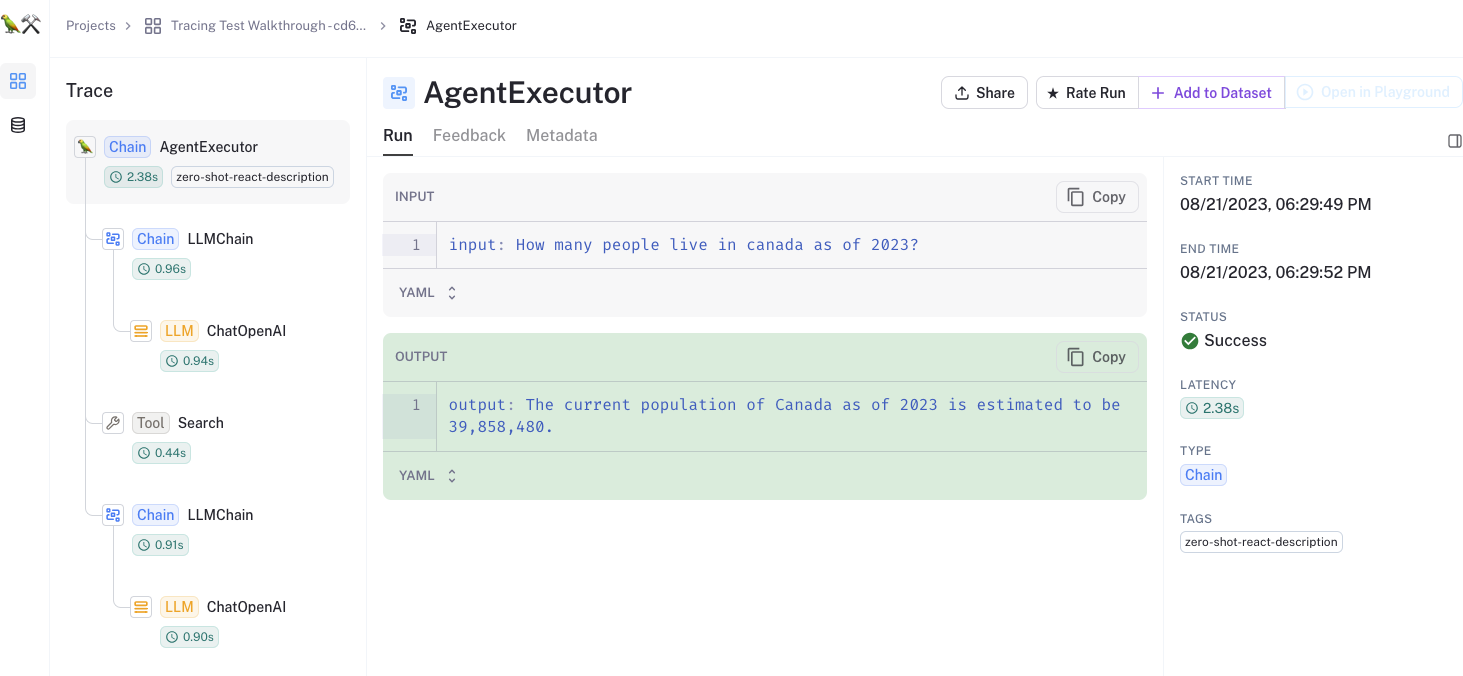 Projects > Tracing Test Walkthrough - cd6... > AgentExecutor
Trace
Chain AgentExecutor
2.38s zero-shot-react-description
Chain LLMChain
0.96s
LLM ChatOpenAI
0.94s
Tool Search
0.44s
Chain LLMChain
0.91s
LLM ChatOpenAI
0.90s
AgentExecutor
Share
Rate Run
Add to Dataset
Open in Playground
Run Feedback Metadata
INPUT
Copy
1 input: How many people live in canada as of 2023?
YAML
OUTPUT
Copy
1 output: The current population of Canada as of 2023 is estimated to be
39,858,480.
YAML
START TIME
08/21/2023, 06:29:49 PM
END TIME
08/21/2023, 06:29:52 PM
STATUS
Success
LATENCY
2.38s
TYPE
Chain
TAGS
zero-shot-react-description